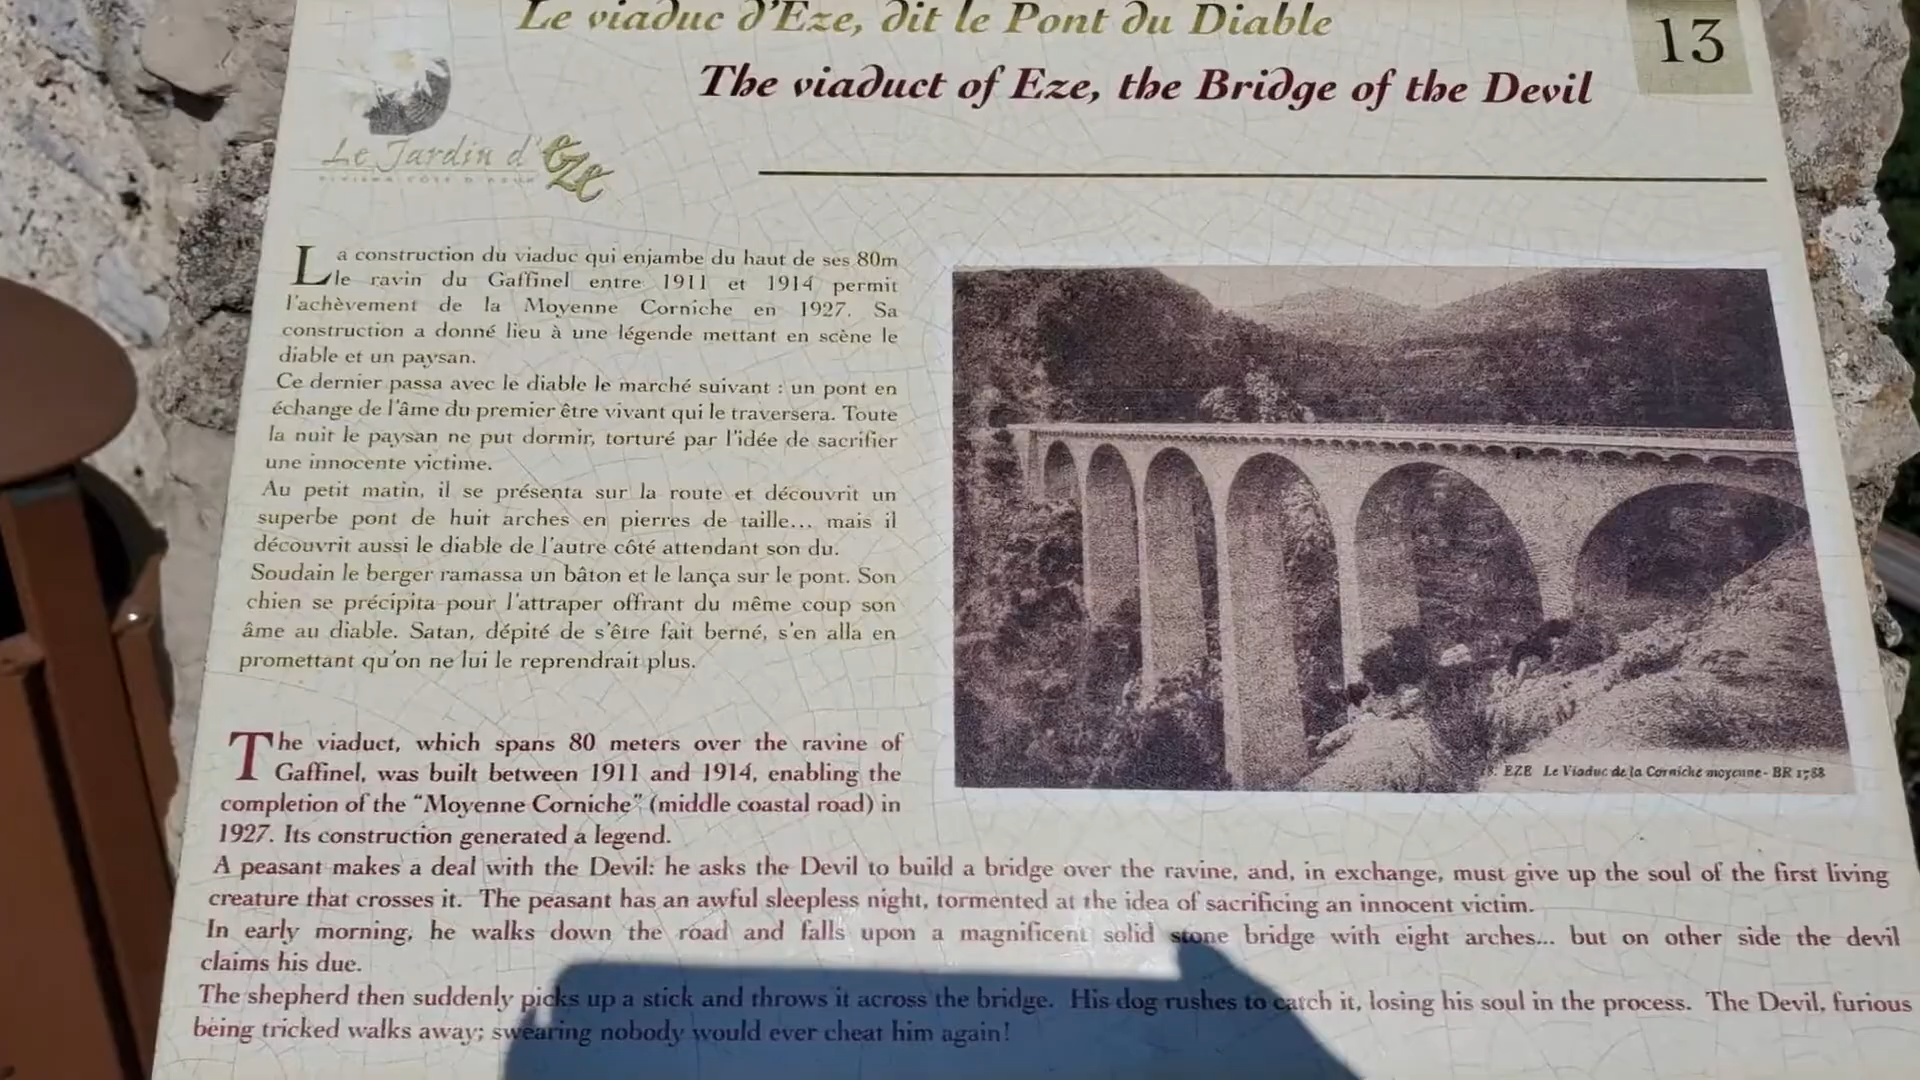 Le viaduc d'Eze, dit le Pont du Diable
13
The viaduct of Eze, the Bridge of the Devil
Le Jardin d'eze
La construction du viaduc qui enjambe du haut de ses 80m
le ravin du Gaffinel entre 1911 et 1914 permit
l'achèvement de la Moyenne Corniche en 1927. Sa
construction a donné lieu à une légende mettant en scène le
diable et un paysan.
Ce dernier passa avec le diable le marché suivant : un pont en
échange de l'âme du premier être vivant qui le traversera. Toute
la nuit le paysan ne put dormir, torturé par l'idée de sacrifier
une innocente victime.
Au petit matin, il se présenta sur la route et découvrit un
superbe pont de huit arches en pierres de taille... mais il
découvrit aussi le diable de l'autre côté attendant son du.
Soudain le berger ramassa un bâton et le lança sur le pont. Son
chien se précipita pour l'attraper offrant du même coup son
âme au diable. Satan, dépité de s'être fait berné, s'en alla en
promettant qu'on ne lui le reprendrait plus.
EZE Le Viaduc de la Corniche moyenne - BR 1788
The viaduct, which spans 80 meters over the ravine of
Gaffinel, was built between 1911 and 1914, enabling the
completion of the "Moyenne Corniche" (middle coastal road) in
1927. Its construction generated a legend.
A peasant makes a deal with the Devil: he asks the Devil to build a bridge over the ravine, and, in exchange, must give up the soul of the first living
creature that crosses it. The peasant has an awful sleepless night, tormented at the idea of sacrificing an innocent victim.
In early morning, he walks down the road and falls upon a magnificent solid stone bridge with eight arches... but on other side the devil
claims his due.
The shepherd then suddenly picks up a stick and throws it across the bridge. His dog rushes to catch it, losing his soul in the process. The Devil, furious
being tricked walks away; swearing nobody would ever cheat him again!